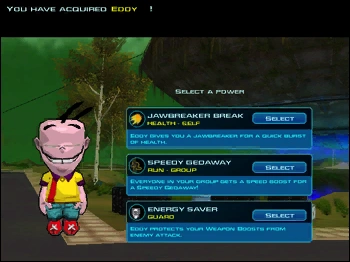 You have acquired Eddy !
Select a power
Jawbreaker Break
Health - Self
Select
Eddy gives you a jawbreaker for a quick burst
of health.
Speedy Gedaway
Run - Group
Select
Everyone in your group gets a speed boost for
a Speedy Gedaway!
Energy Saver
Guard
Select
Eddy protects your Weapon Boosts from
enemy attack.